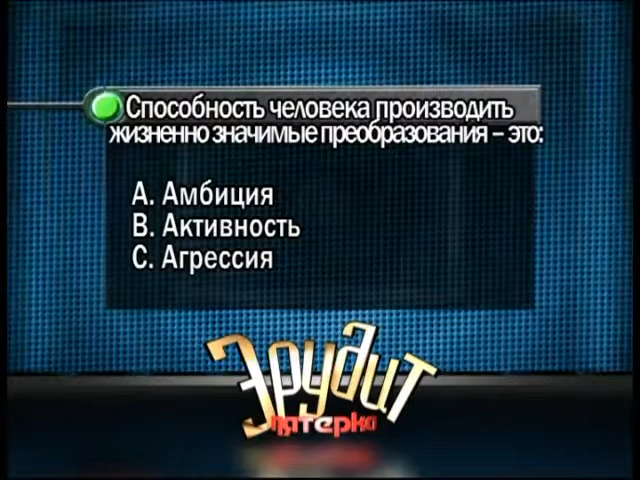 Способность человека производить
жизненно значимые преобразования – это:
А. Амбиция
В. Активность
С. Агрессия
Эрудит
пятерка